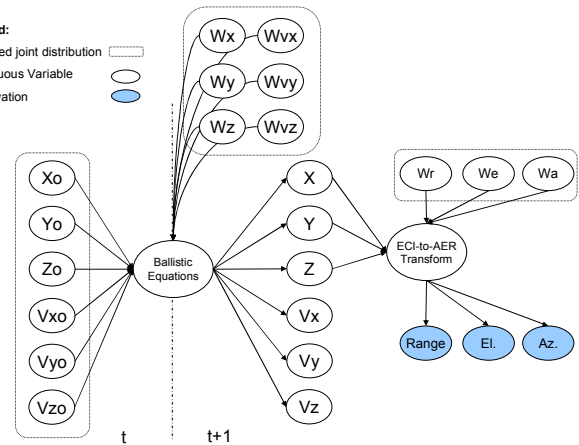 d:
ed joint distribution
uous Variable
vation
Wx Wvx
Wy Wvy
Wz Wvz
Xo
Yo
Zo
Vxo
Vyo
Vzo
Ballistic
Equations
X
Y
Z
Vx
Vy
Vz
Wr We Wa
ECI-to-AER
Transform
Range El. Az.
t t+1